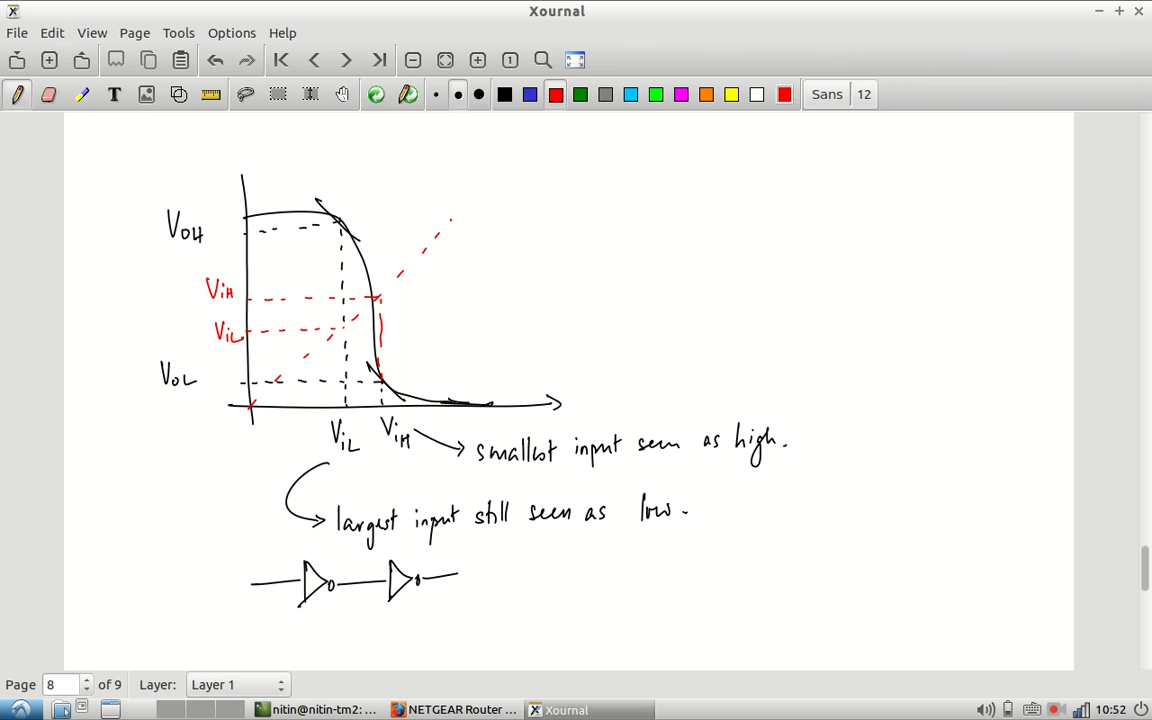 Xournal
File Edit View Page Tools Options Help
Sans 12
VOH
ViH
ViL
VOL
ViL ViH
smallest input seen as high.
largest input still seen as low.
Page 8 of 9 Layer: Layer 1
nitin@nitin-tm2: ... NETGEAR Router ... Xournal 10:52